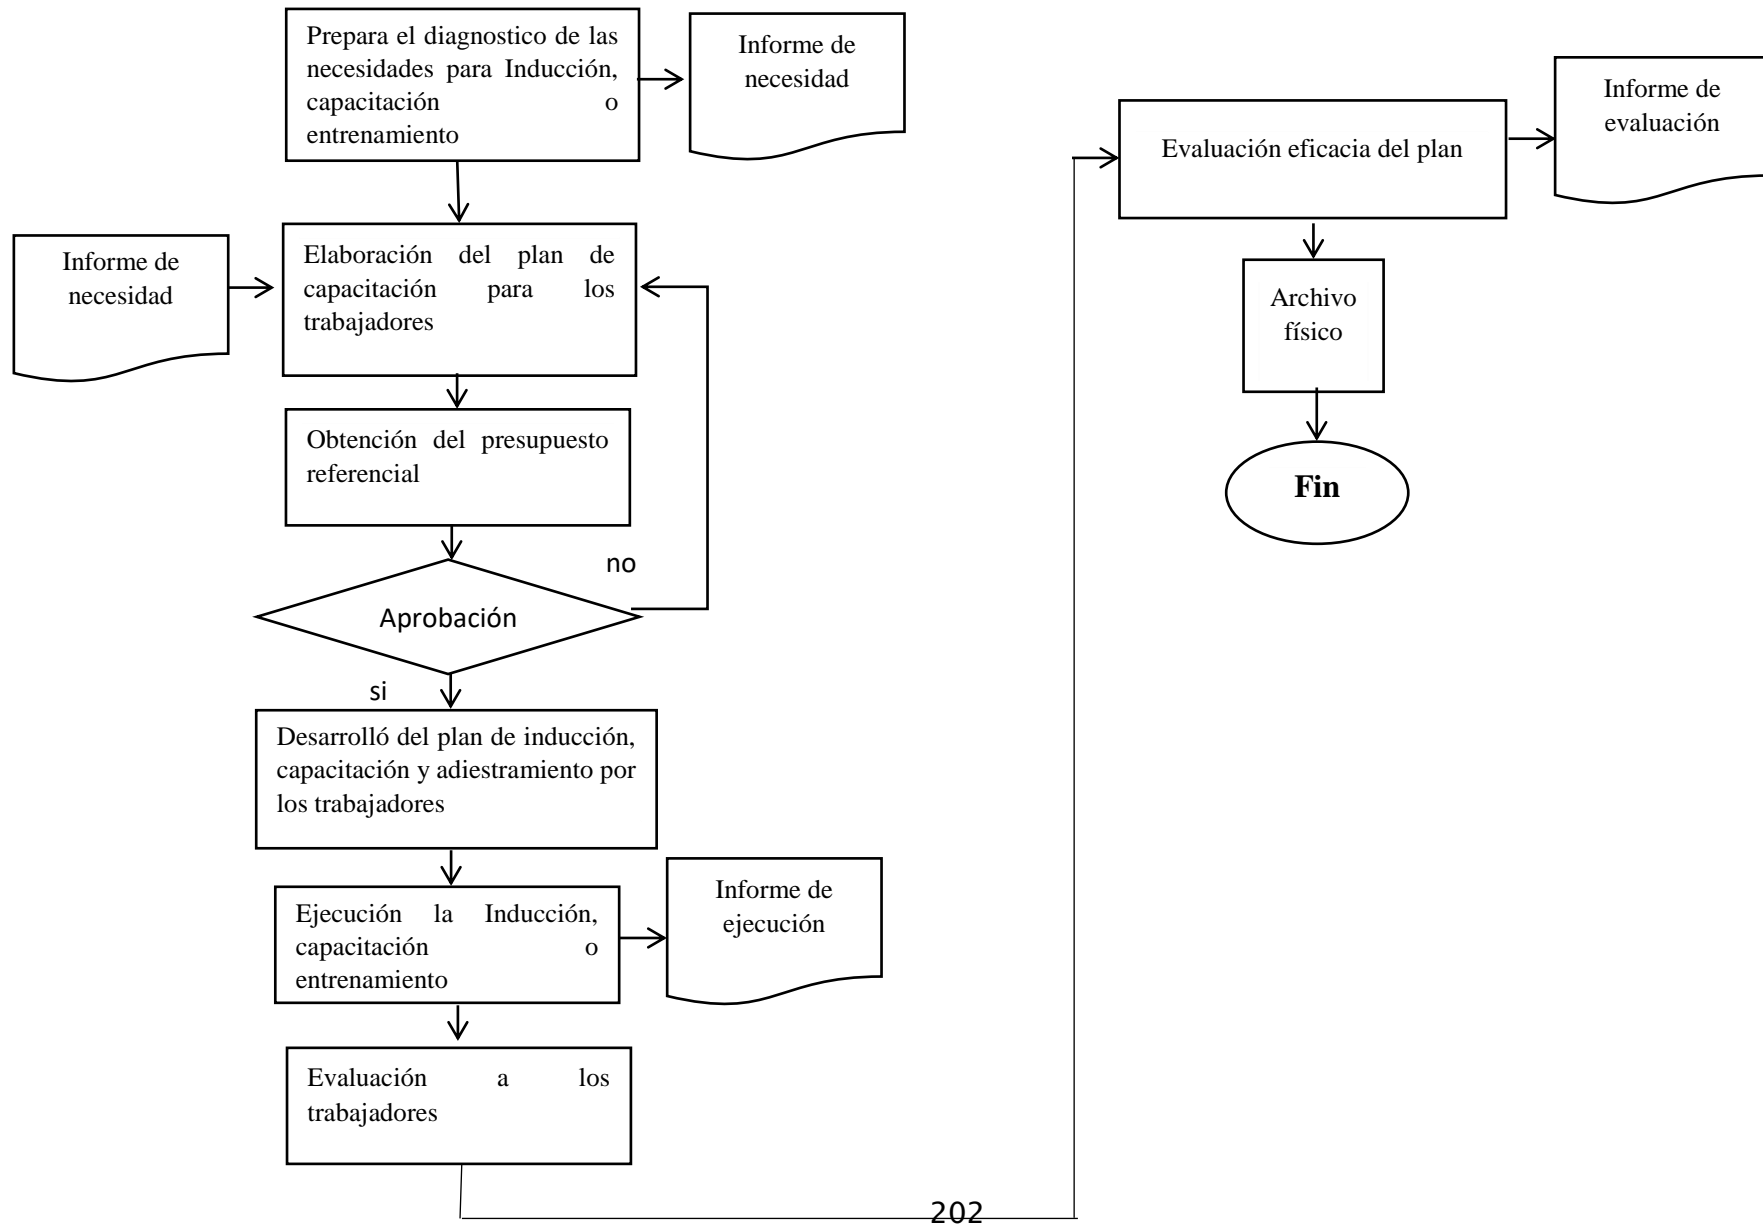 Prepara el diagnostico de las
necesidades para Inducción,
capacitación o
entrenamiento
Informe de
necesidad
Informe de
necesidad
Elaboración del plan de
capacitación para los
trabajadores
Obtención del presupuesto
referencial
no
Aprobación
si
Desarrolló del plan de inducción,
capacitación y adiestramiento por
los trabajadores
Ejecución la Inducción,
capacitación o
entrenamiento
Informe de
ejecución
Evaluación a los
trabajadores
Evaluación eficacia del plan
Informe de
evaluación
Archivo
físico
Fin
202